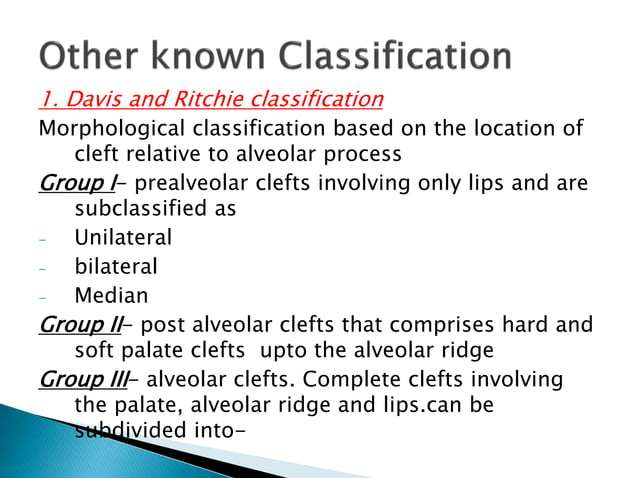 Other known Classification
1. Davis and Ritchie classification
Morphological classification based on the location of
cleft relative to alveolar process
Group I- prealveolar clefts involving only lips and are
subclassified as
- Unilateral
- bilateral
- Median
Group II- post alveolar clefts that comprises hard and
soft palate clefts  upto the alveolar ridge
Group III- alveolar clefts. Complete clefts involving
the palate, alveolar ridge and lips.can be
subdivided into-